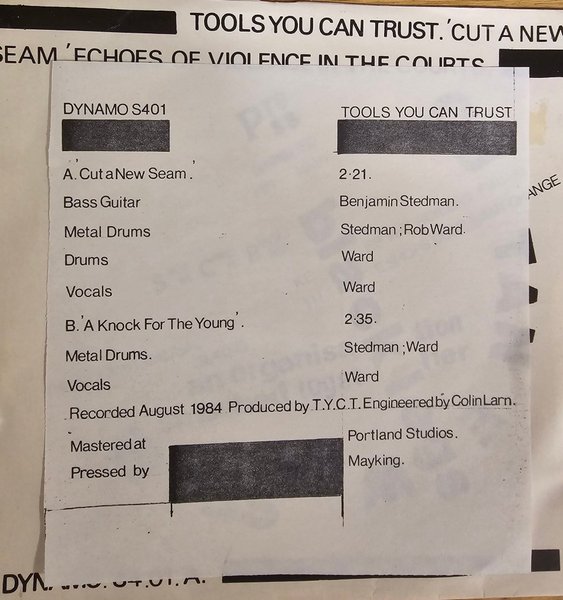 TOOLS YOU CAN TRUST. 'CUT A NEW
SEAM 'ECHOES OF VIOLENCE IN THE COURTS
DYNAMO S401 TOOLS YOU CAN TRUST
A. 'Cut a New Seam.' 2·21.
Bass Guitar Benjamin Stedman.
Metal Drums Stedman ; Rob Ward.
Drums Ward
Vocals Ward
B. 'A Knock For The Young'. 2·35.
Metal Drums. Stedman ; Ward
Vocals Ward
Recorded August 1984 Produced by T.Y.C.T. Engineered by Colin Larn.
Mastered at Portland Studios.
Pressed by Mayking.
ANGE